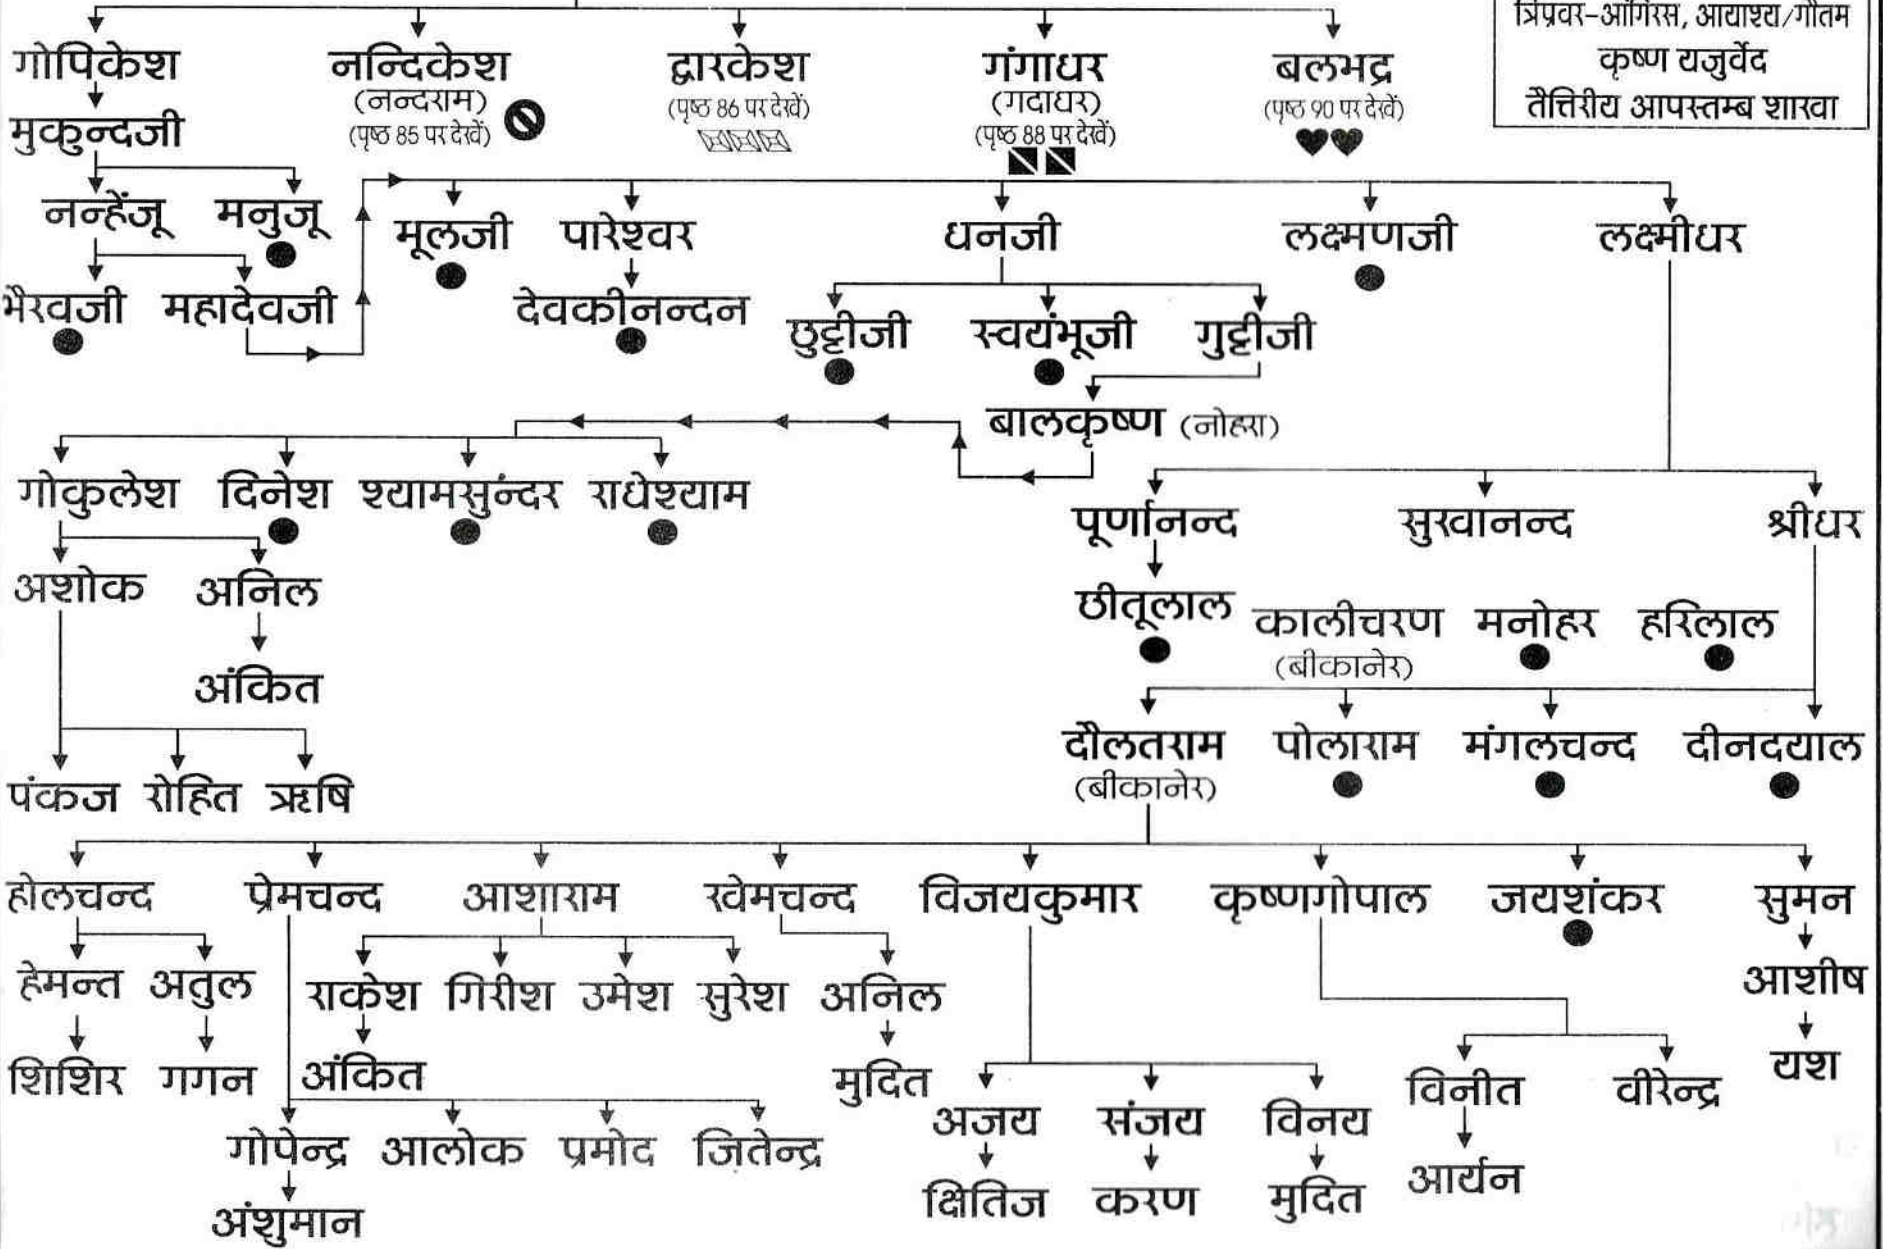 त्रिप्रवर-आंगिरस, आयाश्य/गौतम
कृष्ण यजुर्वेद
तैत्तिरीय आपस्तम्ब शाखा
गोपिकेश नन्दिकेश द्वारकेश गंगाधर बलभद्र
(नन्दराम) (पृष्ठ 86 पर देखें) (गदाधर) (पृष्ठ 90 पर देखें)
मुकुन्दजी (पृष्ठ 85 पर देखें) (पृष्ठ 88 पर देखें)
नन्हेंजू मनुजू मूलजी पारेश्वर धनजी लक्ष्मणजी लक्ष्मीधर
भैरवजी महादेवजी देवकीनन्दन छुट्टीजी स्वयंभूजी गुट्टीजी
बालकृष्ण (नोहरा)
गोकुलेश दिनेश श्यामसुंन्दर राधेश्याम पूर्णानन्द सुखानन्द श्रीधर
अशोक अनिल छीतूलाल कालीचरण मनोहर हरिलाल
(बीकानेर)
अंकित
दौलतराम पोलाराम मंगलचन्द दीनदयाल
(बीकानेर)
पंकज रोहित ऋषि
होलचन्द प्रेमचन्द आशाराम खेमचन्द विजयकुमार कृष्णगोपाल जयशंकर सुमन
हेमन्त अतुल राकेश गिरीश उमेश सुरेश अनिल आशीष
शिशिर गगन अंकित मुदित विनीत वीरेन्द्र यश
गोपेन्द्र आलोक प्रमोद जितेन्द्र अजय संजय विनय
आर्यन
अंशुमान क्षितिज करण मुदित